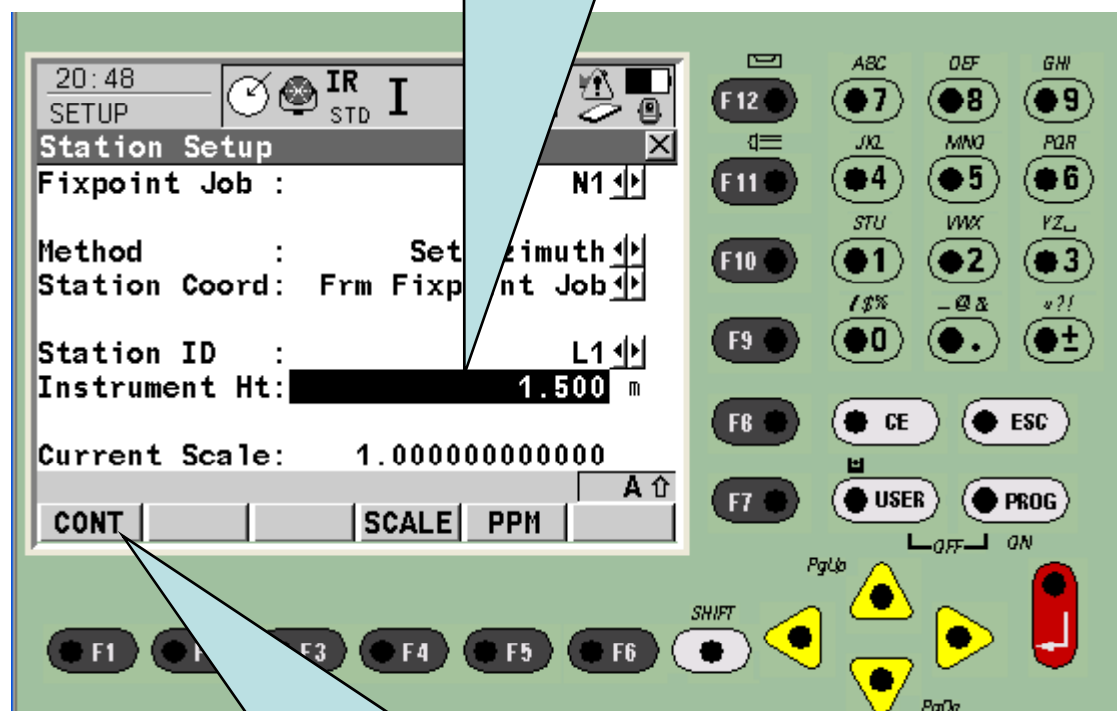 20:48
SETUP
IR
STD
I
Station Setup
Fixpoint Job : N1
Method : Set zimuth
Station Coord: Frm Fixp nt Job
Station ID : L1
Instrument Ht: 1.500 m
Current Scale: 1.000000000000
A
CONT SCALE PPM
F12
ABC DEF GHI
7 8 9
F11
JKL MNO PQR
4 5 6
F10
STU VWX YZ
1 2 3
F9
/$% _@& *?!
0 . ±
F8 CE ESC
F7 USER PROG
OFF ON
PgUp
SHIFT
F1 F3 F4 F5 F6